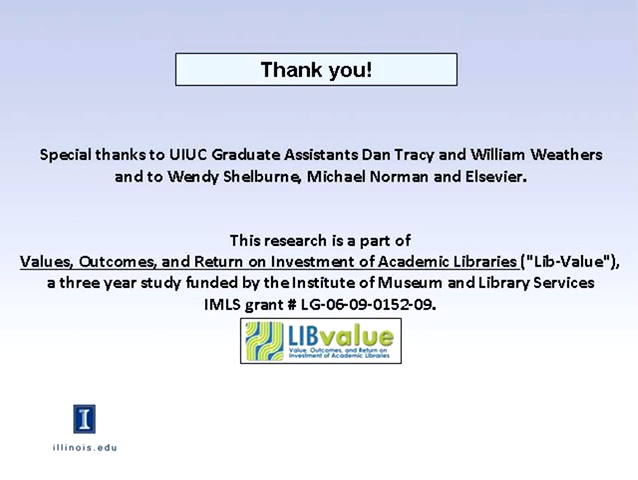 Thank you!
Special thanks to UIUC Graduate Assistants Dan Tracy and William Weathers
and to Wendy Shelburne, Michael Norman and Elsevier.
This research is a part of
Values, Outcomes, and Return on Investment of Academic Libraries ("Lib-Value"),
a three year study funded by the Institute of Museum and Library Services
IMLS grant # LG-06-09-0152-09.
LIBvalue
Value, Outcomes, and Return on
Investment of Academic Libraries
I
illinois.edu